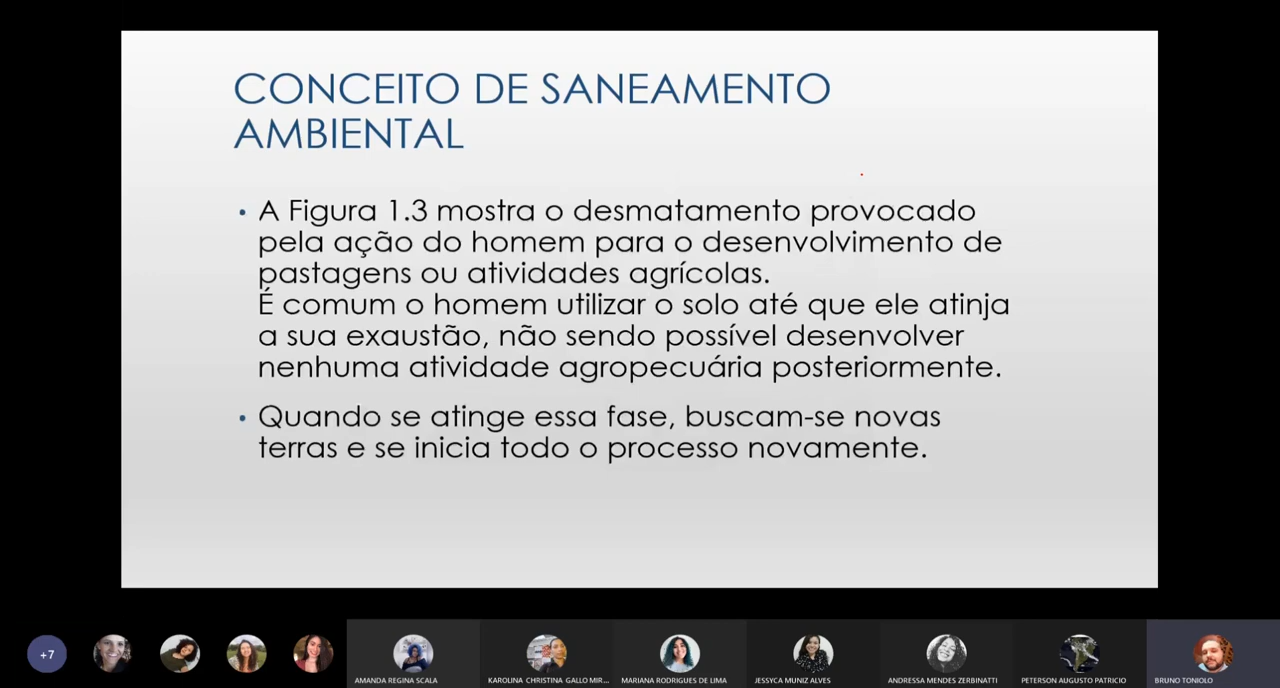 CONCEITO DE SANEAMENTO
AMBIENTAL
• A Figura 1.3 mostra o desmatamento provocado
pela ação do homem para o desenvolvimento de
pastagens ou atividades agrícolas.
É comum o homem utilizar o solo até que ele atinja
a sua exaustão, não sendo possível desenvolver
nenhuma atividade agropecuária posteriormente.
• Quando se atinge essa fase, buscam-se novas
terras e se inicia todo o processo novamente.
+7
AMANDA REGINA SCALA
KAROLINA CHRISTINA GALLO MIR...
MARIANA RODRIGUES DE LIMA
JESSYCA MUNIZ ALVES
ANDRESSA MENDES ZERBINATTI
PETERSON AUGUSTO PATRICIO
BRUNO TONIOLO